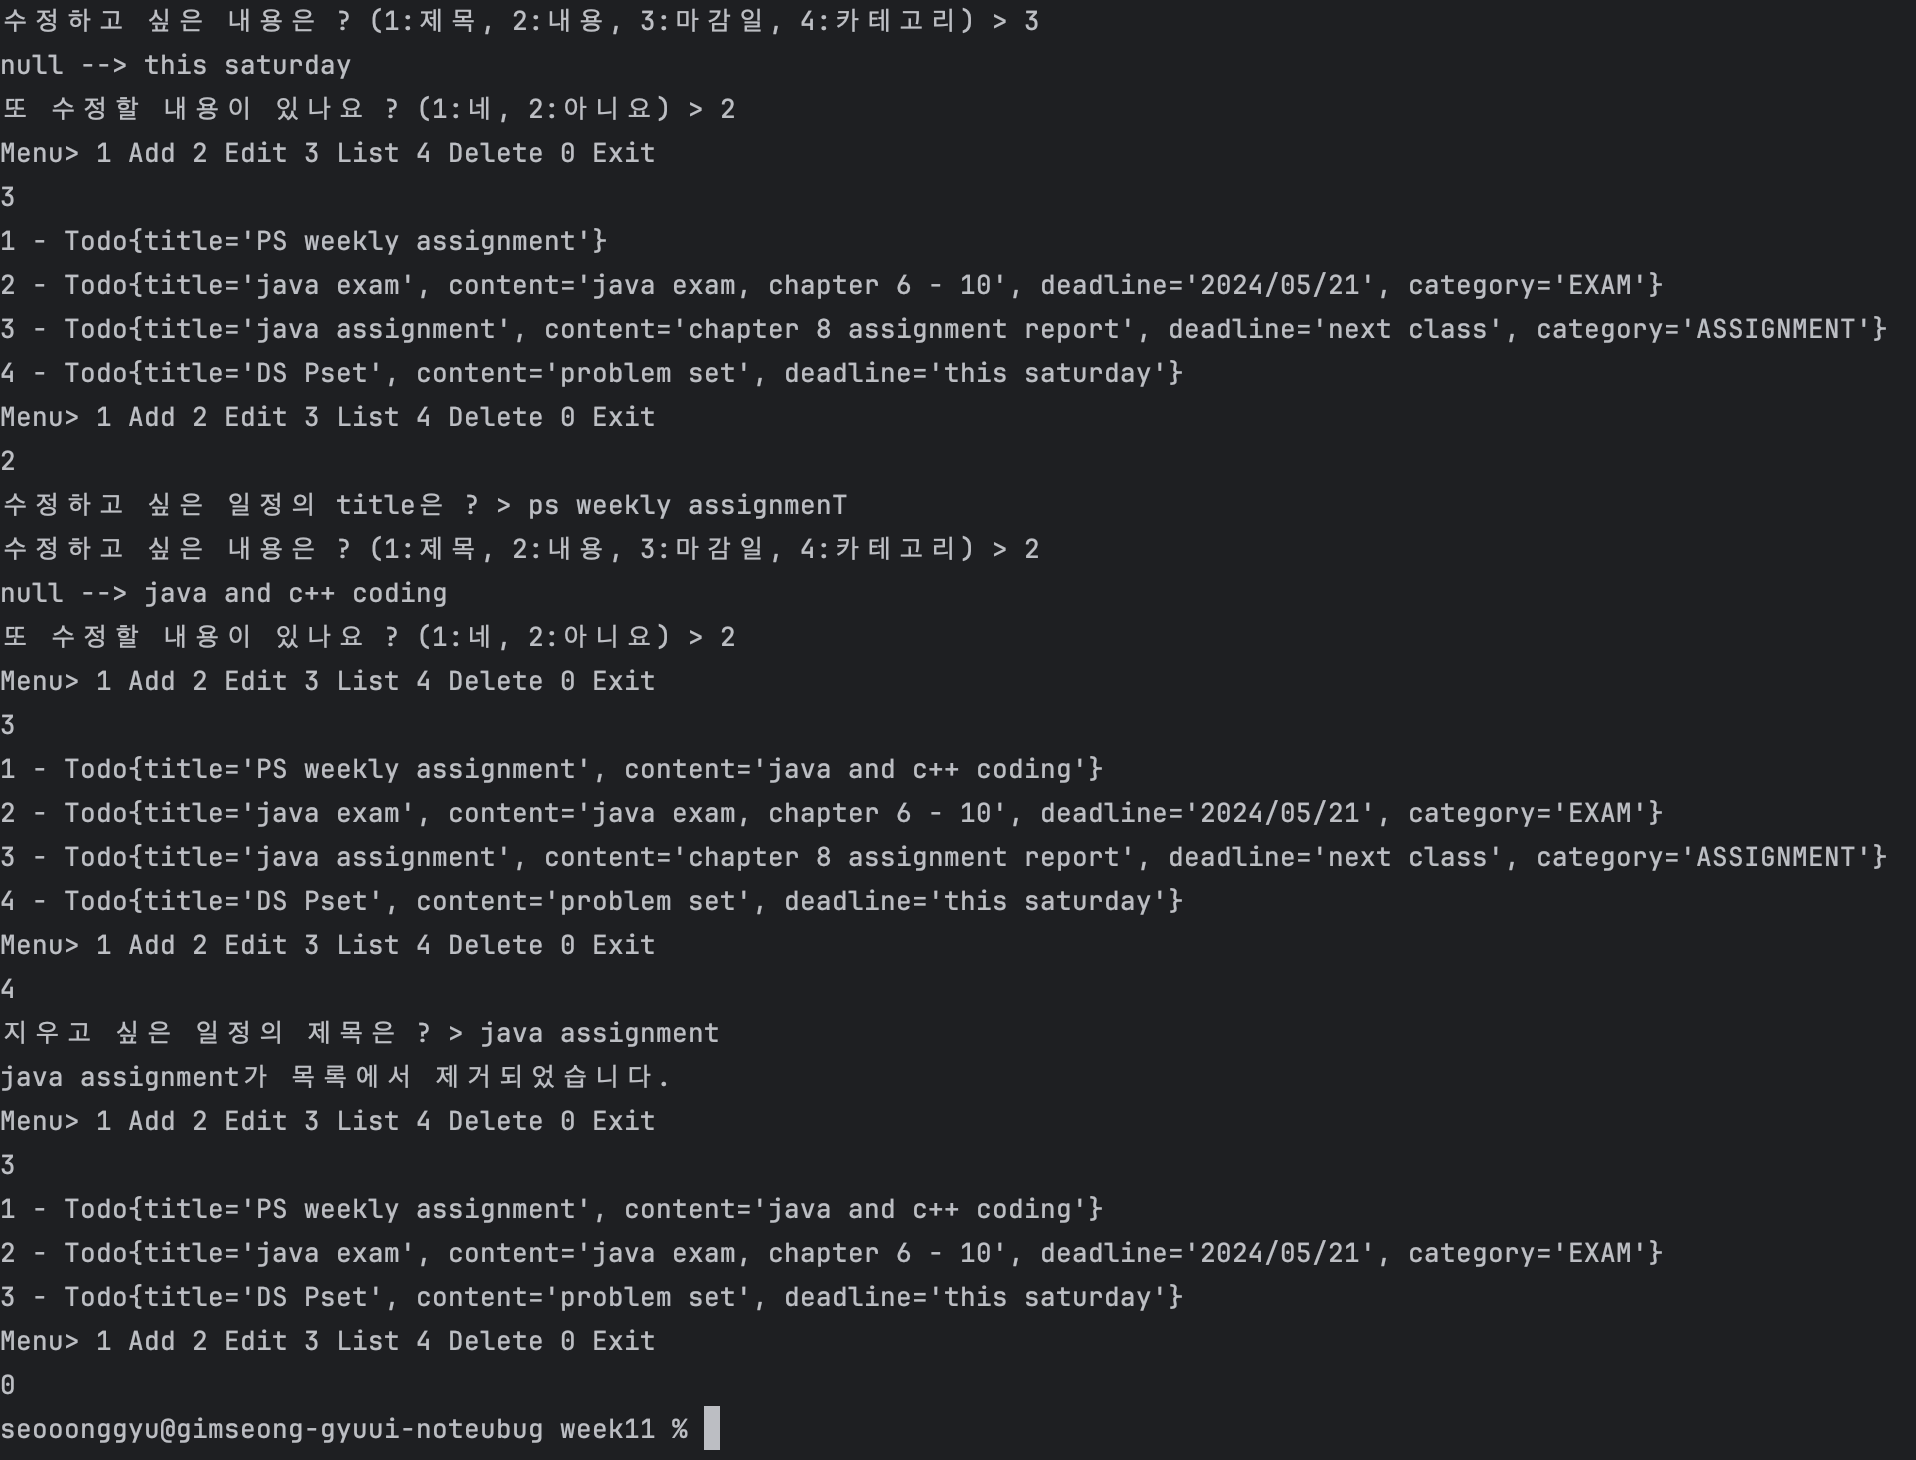 수정하고 싶은 내용은 ? (1:제목, 2:내용, 3:마감일, 4:카테고리) > 3
null --> this saturday
또 수정할 내용이 있나요 ? (1:네, 2:아니요) > 2
Menu> 1 Add 2 Edit 3 List 4 Delete 0 Exit
3
1 - Todo{title='PS weekly assignment'}
2 - Todo{title='java exam', content='java exam, chapter 6 - 10', deadline='2024/05/21', category='EXAM'}
3 - Todo{title='java assignment', content='chapter 8 assignment report', deadline='next class', category='ASSIGNMENT'}
4 - Todo{title='DS Pset', content='problem set', deadline='this saturday'}
Menu> 1 Add 2 Edit 3 List 4 Delete 0 Exit
2
수정하고 싶은 일정의 title은 ? > ps weekly assignmenT
수정하고 싶은 내용은 ? (1:제목, 2:내용, 3:마감일, 4:카테고리) > 2
null --> java and c++ coding
또 수정할 내용이 있나요 ? (1:네, 2:아니요) > 2
Menu> 1 Add 2 Edit 3 List 4 Delete 0 Exit
3
1 - Todo{title='PS weekly assignment', content='java and c++ coding'}
2 - Todo{title='java exam', content='java exam, chapter 6 - 10', deadline='2024/05/21', category='EXAM'}
3 - Todo{title='java assignment', content='chapter 8 assignment report', deadline='next class', category='ASSIGNMENT'}
4 - Todo{title='DS Pset', content='problem set', deadline='this saturday'}
Menu> 1 Add 2 Edit 3 List 4 Delete 0 Exit
4
지우고 싶은 일정의 제목은 ? > java assignment
java assignment가 목록에서 제거되었습니다.
Menu> 1 Add 2 Edit 3 List 4 Delete 0 Exit
3
1 - Todo{title='PS weekly assignment', content='java and c++ coding'}
2 - Todo{title='java exam', content='java exam, chapter 6 - 10', deadline='2024/05/21', category='EXAM'}
3 - Todo{title='DS Pset', content='problem set', deadline='this saturday'}
Menu> 1 Add 2 Edit 3 List 4 Delete 0 Exit
0
seooonggyu@gimseong-gyuui-noteubug week11 %